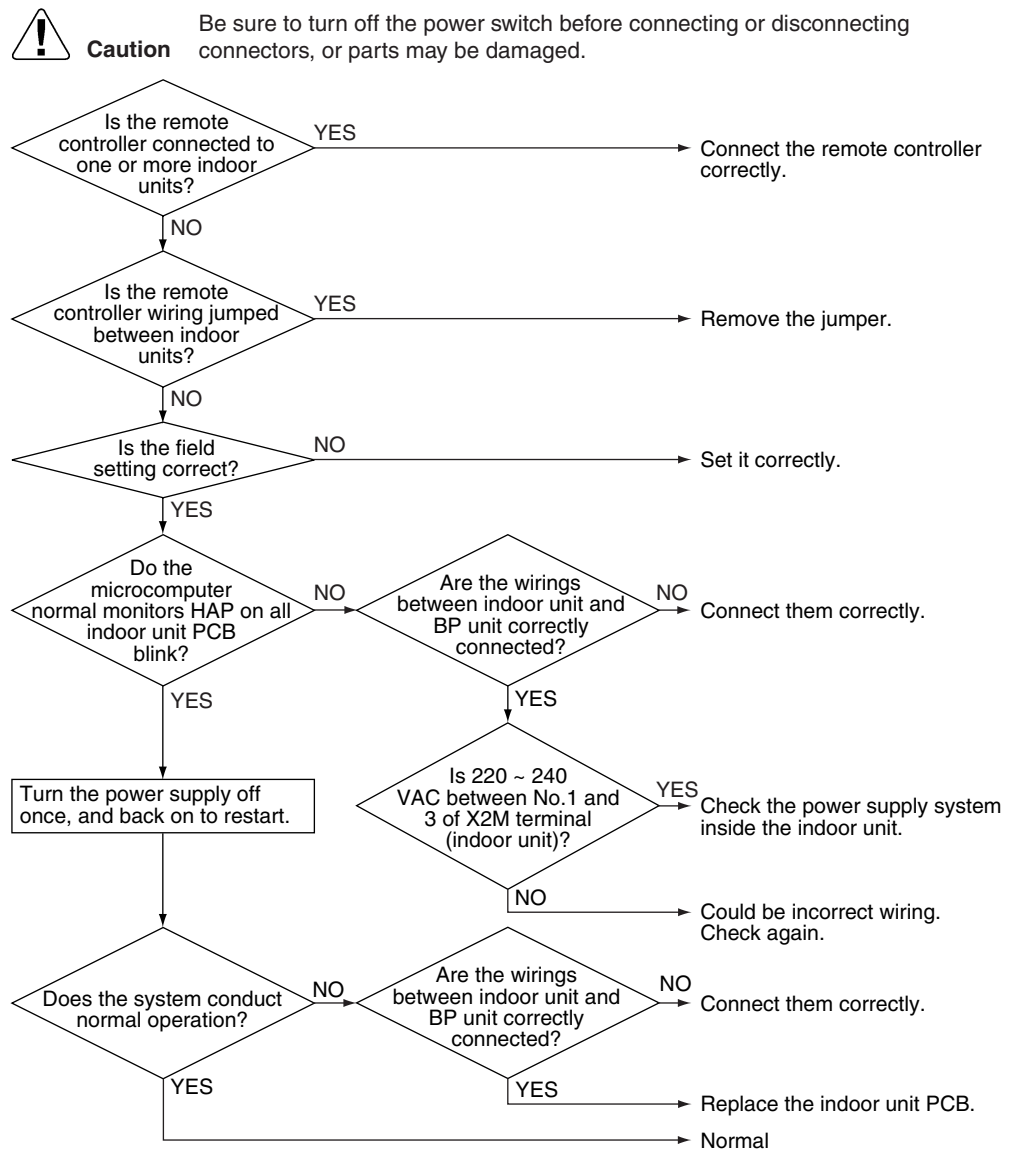 Be sure to turn off the power switch before connecting or disconnecting
Caution
connectors, or parts may be damaged.
Is the remote
controller connected to
one or more indoor
units?
YES
Connect the remote controller
correctly.
NO
Is the remote
controller wiring jumped
between indoor
units?
YES
Remove the jumper.
NO
Is the field
setting correct?
NO
Set it correctly.
YES
Do the
microcomputer
normal monitors HAP on all
indoor unit PCB
blink?
NO
Are the wirings
between indoor unit and
BP unit correctly
connected?
NO
Connect them correctly.
YES
YES
Turn the power supply off
once, and back on to restart.
Is 220 ~ 240
VAC between No.1 and
3 of X2M terminal
(indoor unit)?
YES
Check the power supply system
inside the indoor unit.
NO
Could be incorrect wiring.
Check again.
Does the system conduct
normal operation?
NO
Are the wirings
between indoor unit and
BP unit correctly
connected?
NO
Connect them correctly.
YES
YES
Replace the indoor unit PCB.
Normal